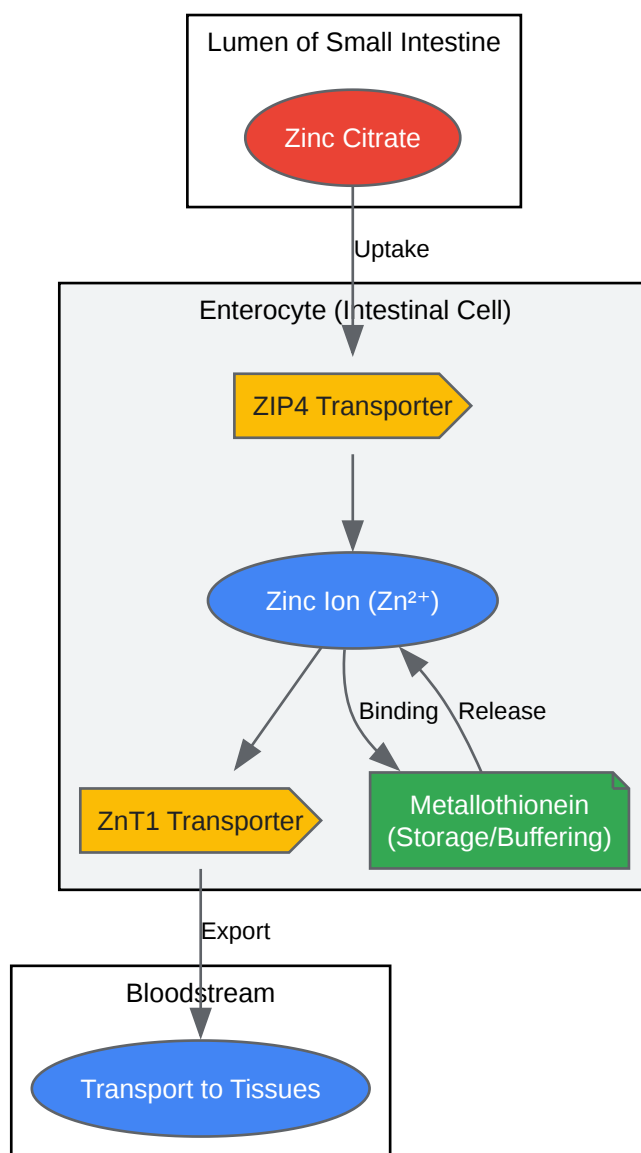 Lumen of Small Intestine
Zinc Citrate
Uptake
Enterocyte (Intestinal Cell)
ZIP4 Transporter
Zinc Ion (Zn²⁺)
Binding
Release
ZnT1 Transporter
Metallothionein
(Storage/Buffering)
Export
Bloodstream
Transport to Tissues